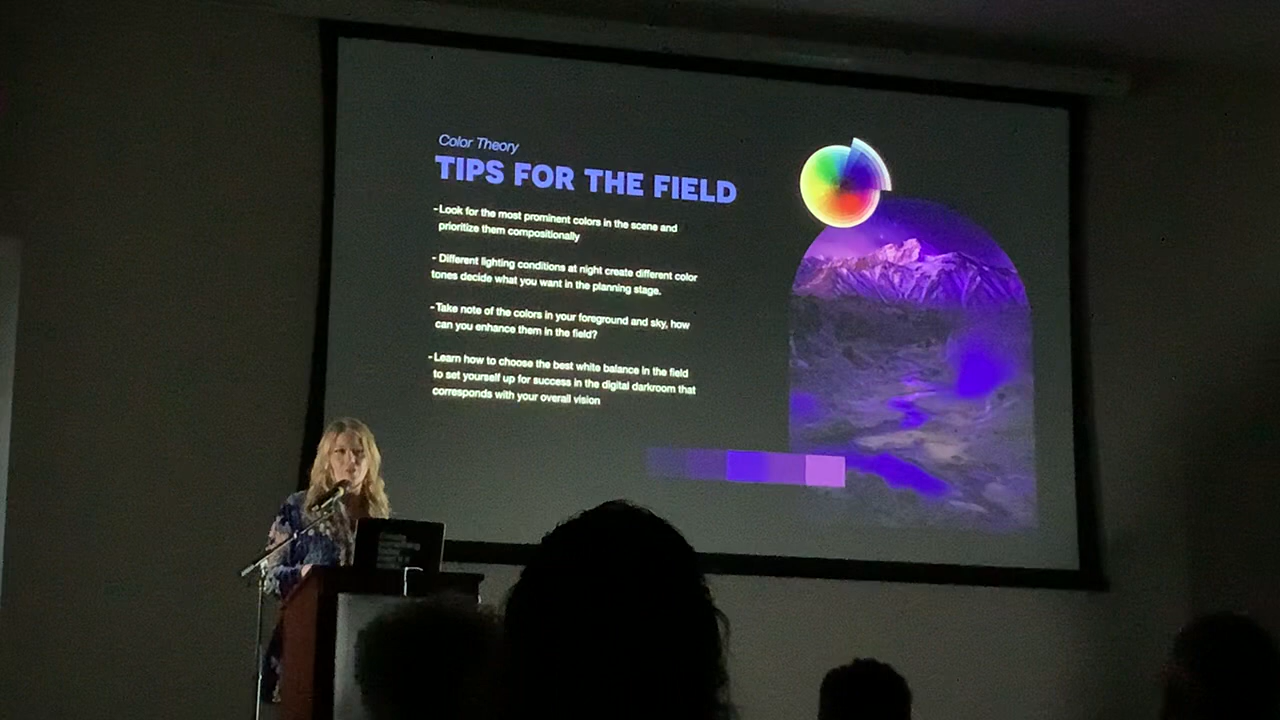 Color Theory
TIPS FOR THE FIELD
-Look for the most prominent colors in the scene and
prioritize them compositionally
- Different lighting conditions at night create different color
tones decide what you want in the planning stage.
-Take note of the colors in your foreground and sky, how
can you enhance them in the field?
-Learn how to choose the best white balance in the field
to set yourself up for success in the digital darkroom that
corresponds with your overall vision